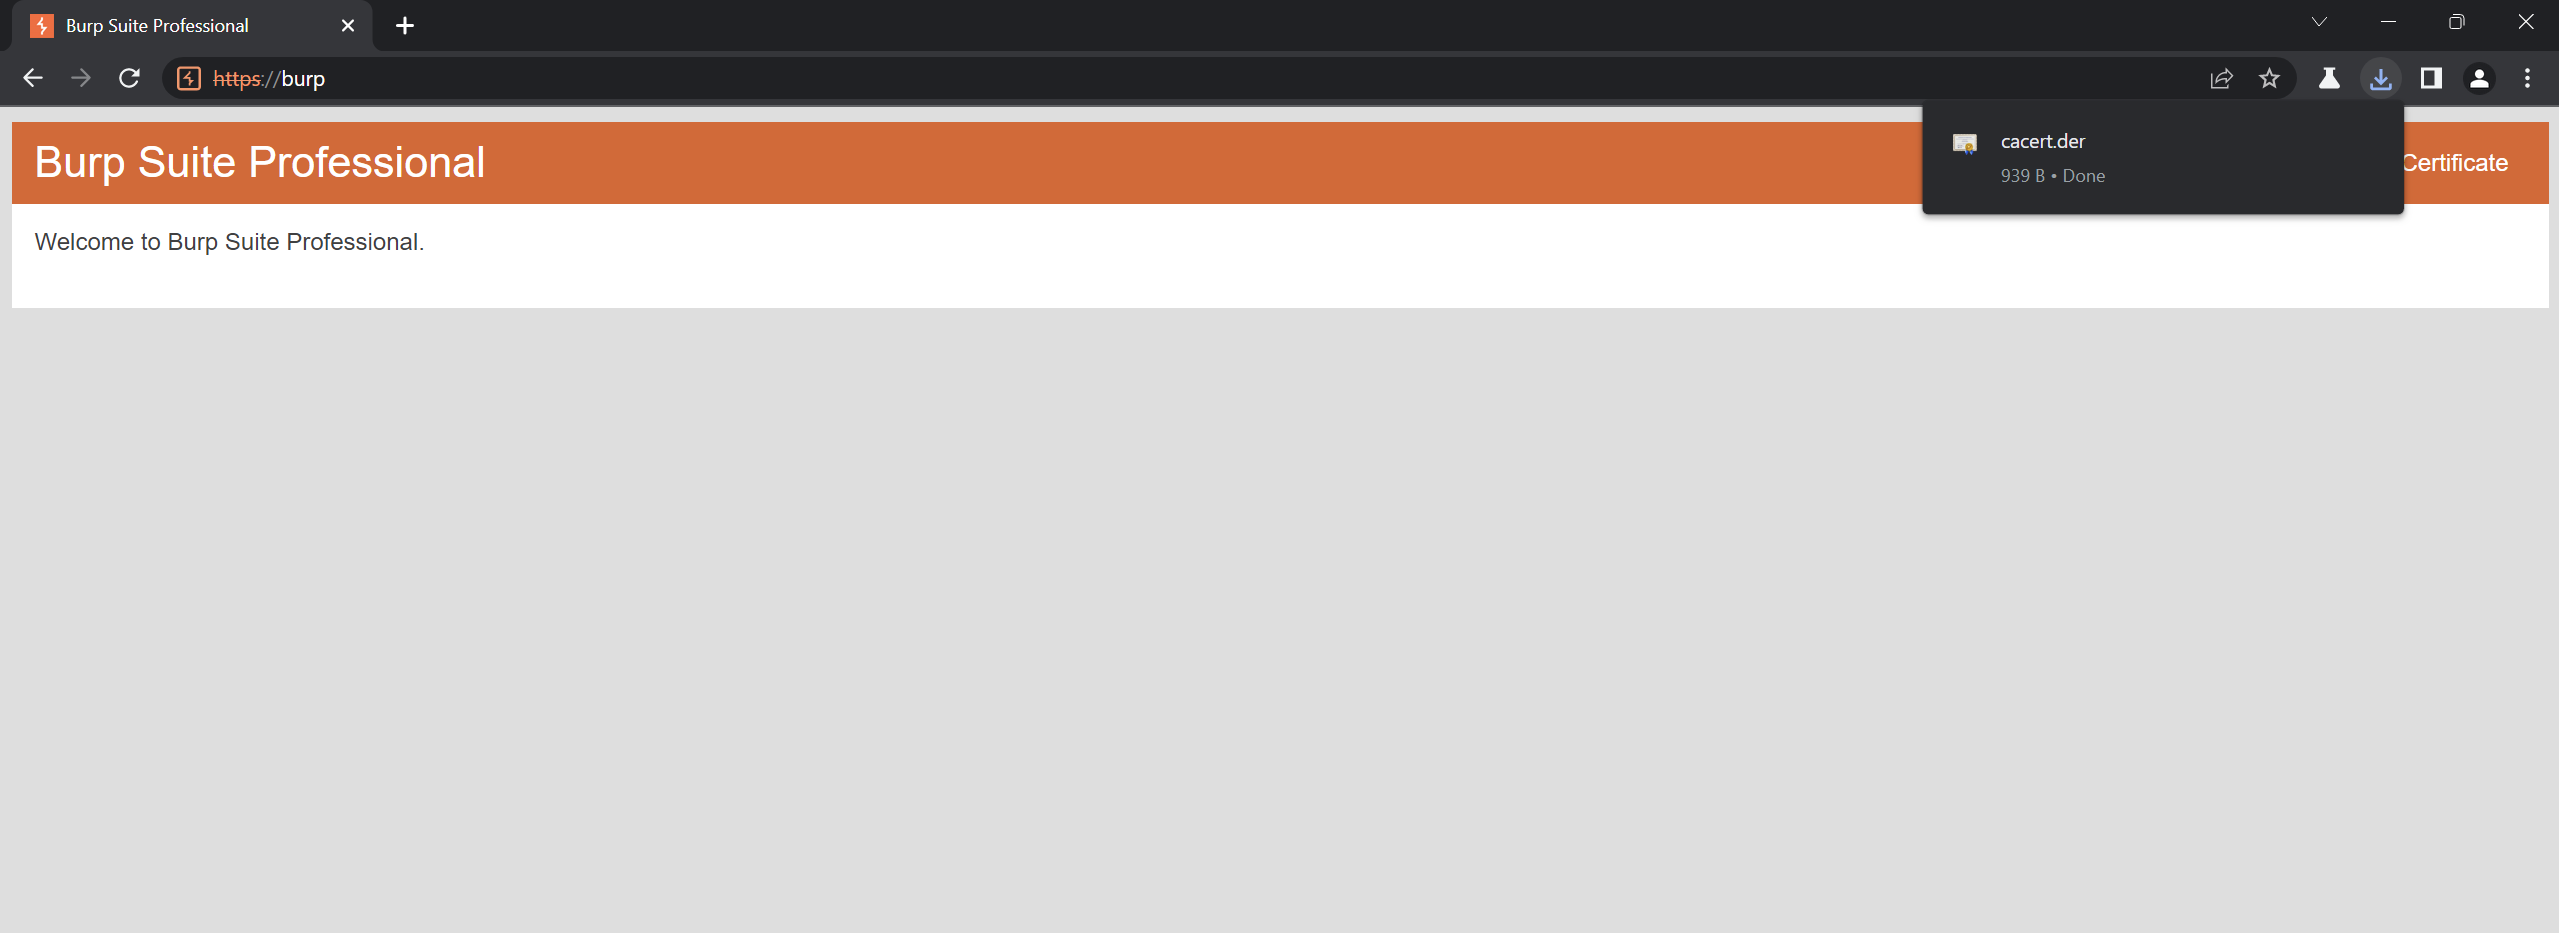 Burp Suite Professional
https://burp
cacert.der
939 B • Done
Burp Suite Professional
Certificate
Welcome to Burp Suite Professional.